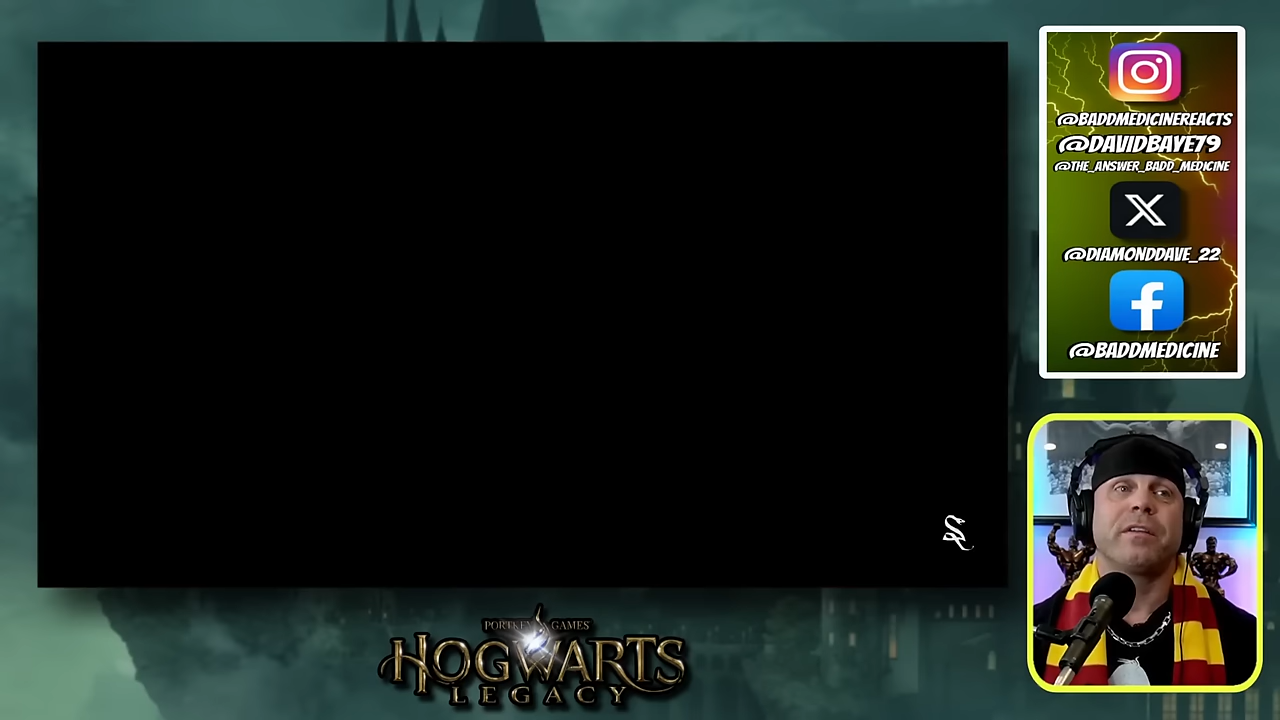 @BADDMEDICINEREACTS
@DAVIDBAYE79
@THE_ANSWER_BADD_MEDICINE
@DIAMONDDAVE_22
@BADDMEDICINE
PORTKEY GAMES
HOGWARTS
LEGACY